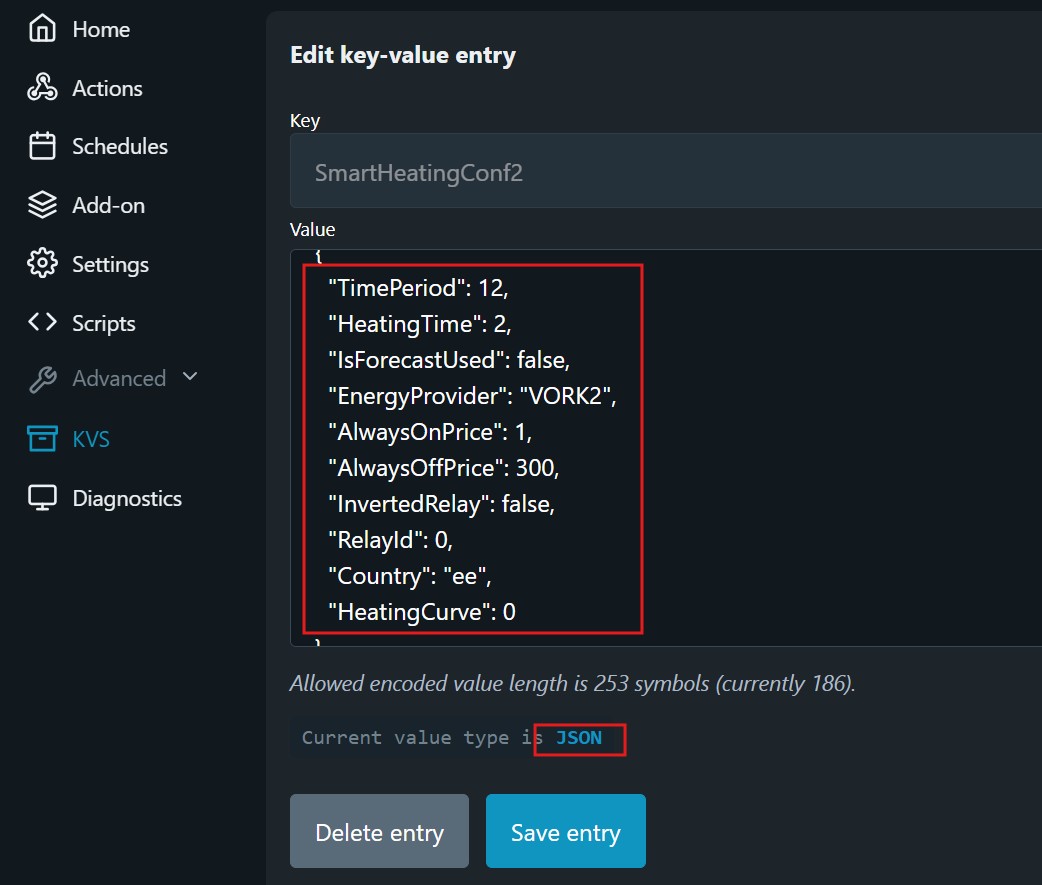 Home
Actions
Schedules
Add-on
Settings
Scripts
Advanced
KVS
Diagnostics
Edit key-value entry
Key
SmartHeatingConf2
Value
{
"TimePeriod": 12,
"HeatingTime": 2,
"IsForecastUsed": false,
"EnergyProvider": "VORK2",
"AlwaysOnPrice": 1,
"AlwaysOffPrice": 300,
"InvertedRelay": false,
"RelayId": 0,
"Country": "ee",
"HeatingCurve": 0
}
Allowed encoded value length is 253 symbols (currently 186).
Current value type is JSON
Delete entry
Save entry